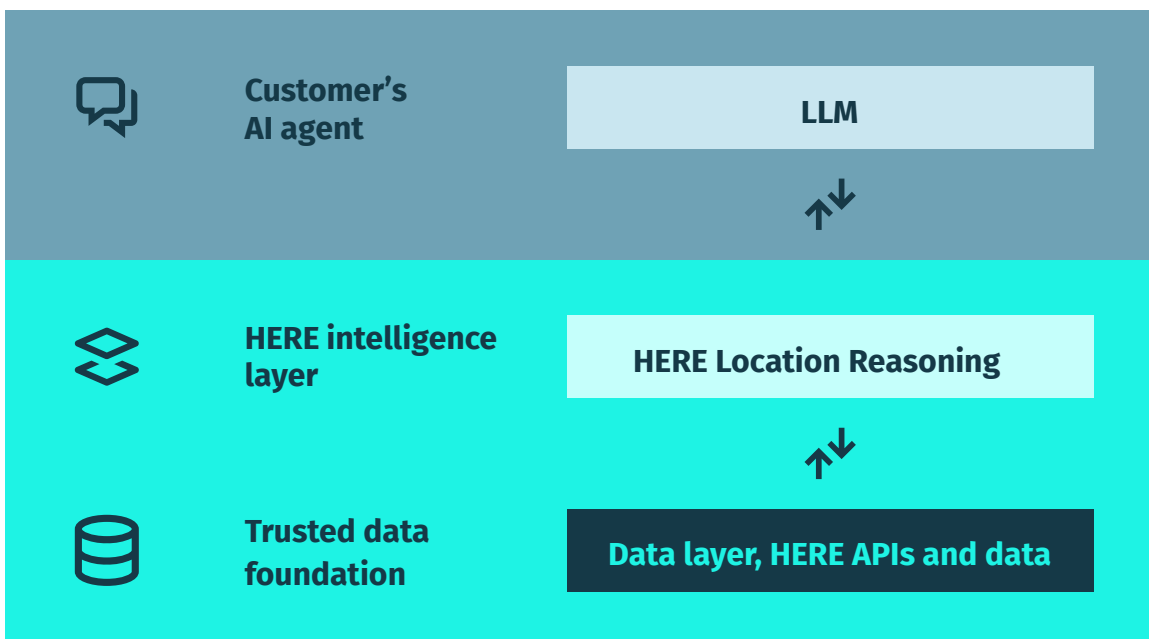 Customer’s
AI agent
LLM
HERE intelligence
layer
HERE Location Reasoning
Trusted data
foundation
Data layer, HERE APIs and data